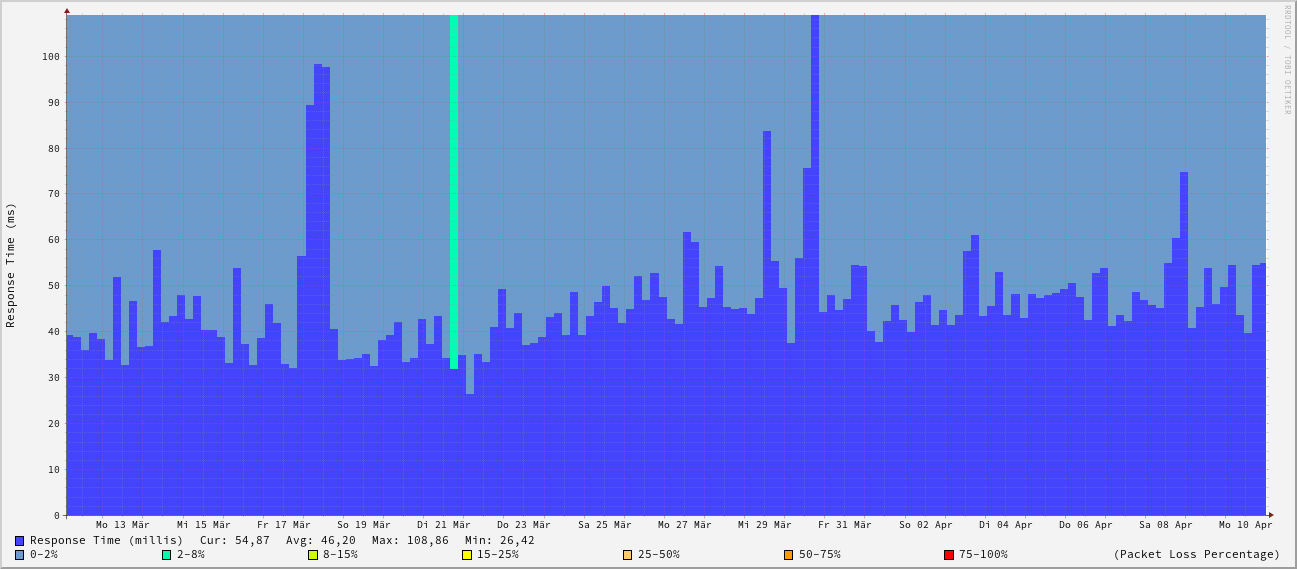 RRDTOOL / TOBI OETIKER
Response Time (ms)
100
90
80
70
60
50
40
30
20
10
0
Mo 13 Mär Mi 15 Mär Fr 17 Mär So 19 Mär Di 21 Mär Do 23 Mär Sa 25 Mär Mo 27 Mär Mi 29 Mär Fr 31 Mär So 02 Apr Di 04 Apr Do 06 Apr Sa 08 Apr Mo 10 Apr
Response Time (millis) Cur: 54,87 Avg: 46,20 Max: 108,86 Min: 26,42
0-2% 2-8% 8-15% 15-25% 25-50% 50-75% 75-100% (Packet Loss Percentage)